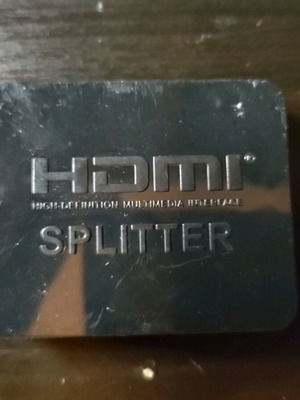 HDMI®
HIGH-DEFINITION MULTIMEDIA INTERFACE
SPLITTER